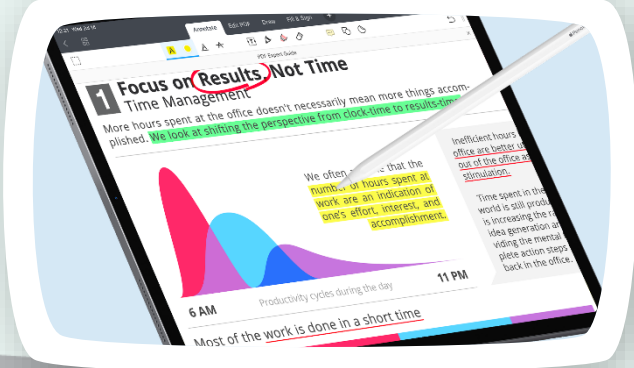 10:21 Wed Jul 14
Annotate Edit PDF Draw Fill & Sign +
PDF Expert Guide
1 Focus on Results, Not Time
Time Management
More hours spent at the office doesn't necessarily mean more things accom-
plished. We look at shifting the perspective from clock-time to results-time.
We often that the
number of hours spent at
work are an indication of
one's effort, interest, and
accomplishment.
Inefficient hours
office are better u
out of the office as
stimulation.
Time spent in the
world is still produ
is increasing the ra
idea generation an
viding the mental
plete action steps
back in the office.
6 AM
Productivity cycles during the day
11 PM
Most of the work is done in a short time